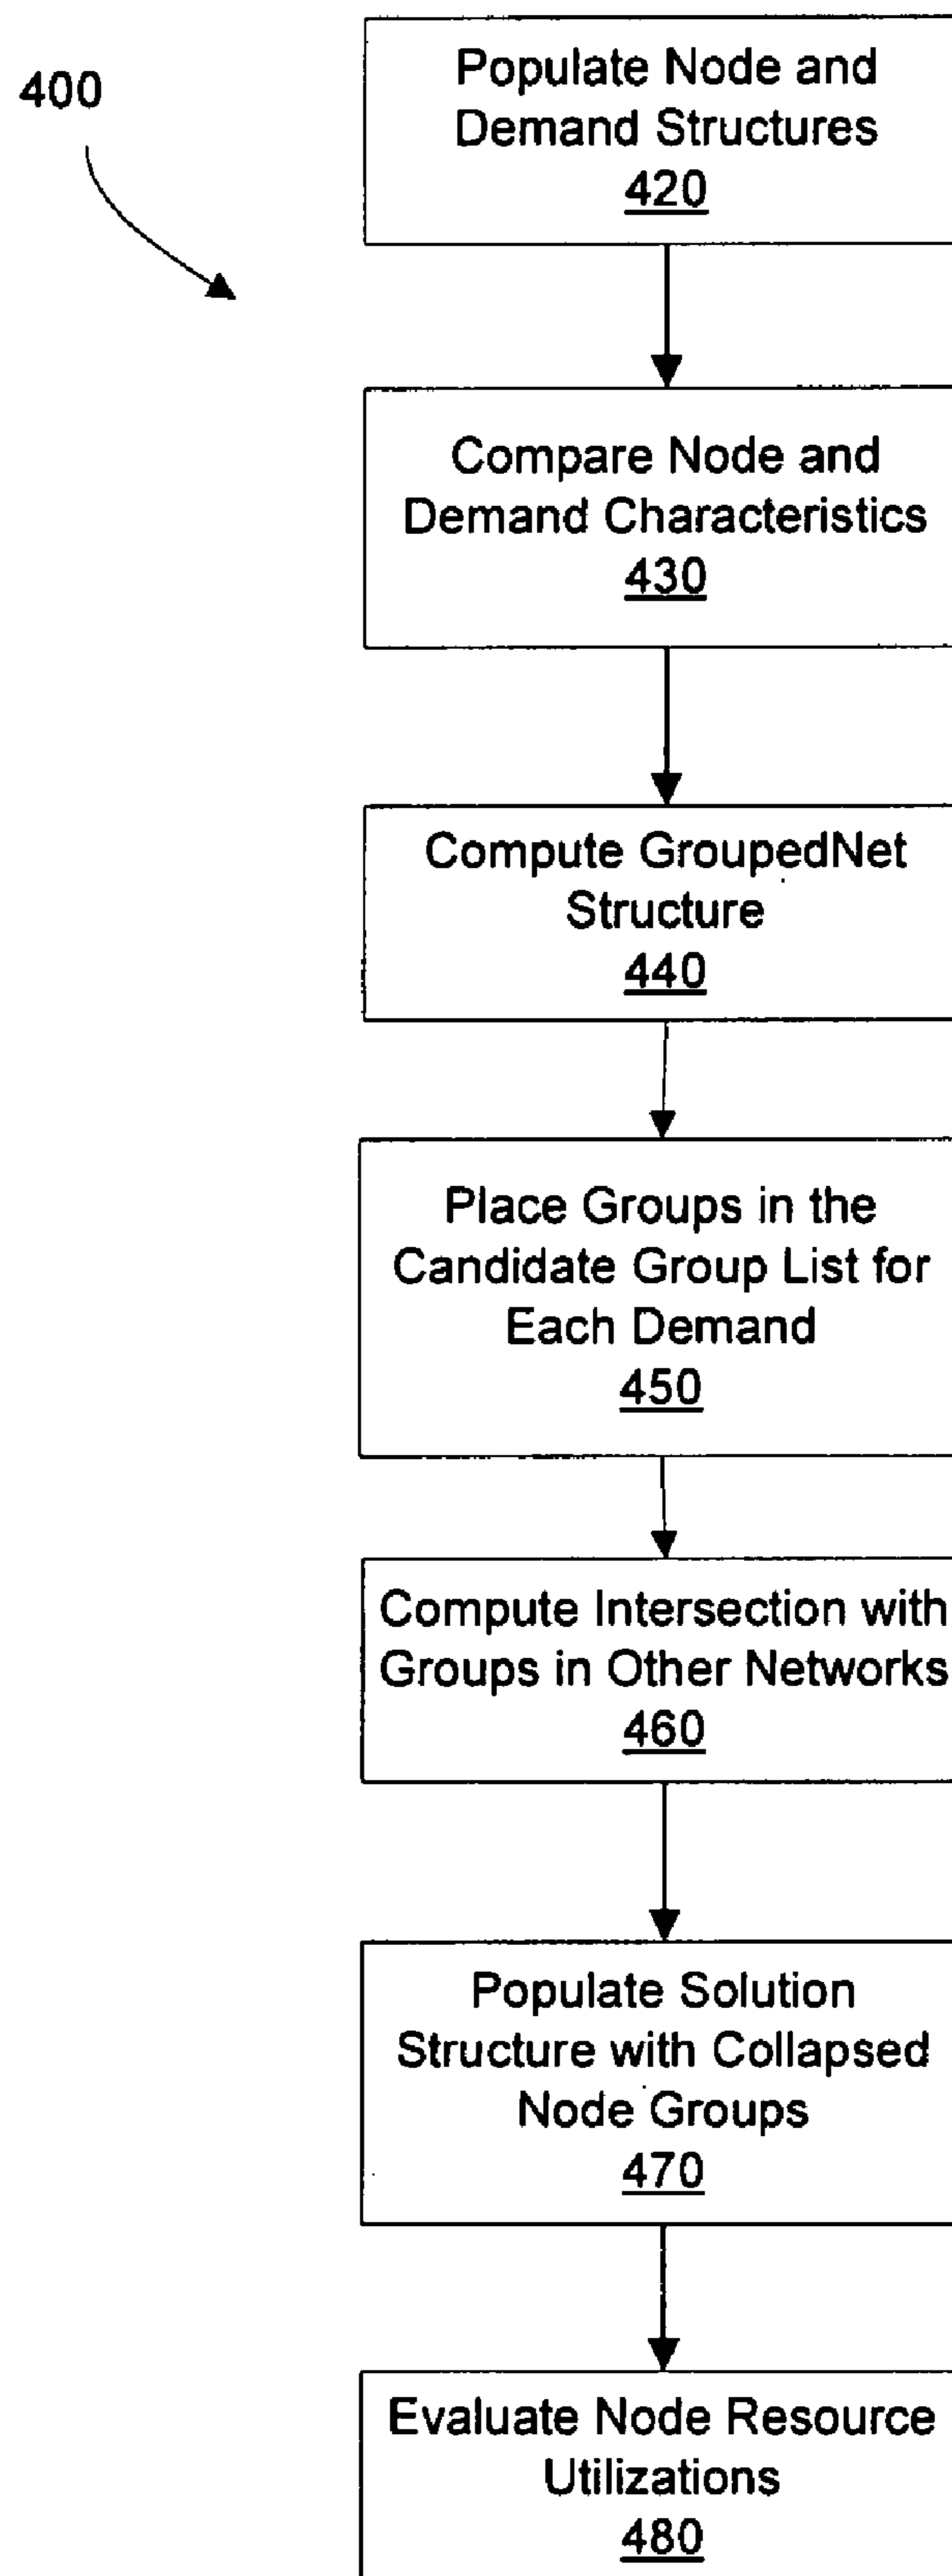 400
Populate Node and
Demand Structures
420
Compare Node and
Demand Characteristics
430
Compute GroupedNet
Structure
440
Place Groups in the
Candidate Group List for
Each Demand
450
Compute Intersection with
Groups in Other Networks
460
Populate Solution
Structure with Collapsed
Node Groups
470
Evaluate Node Resource
Utilizations
480